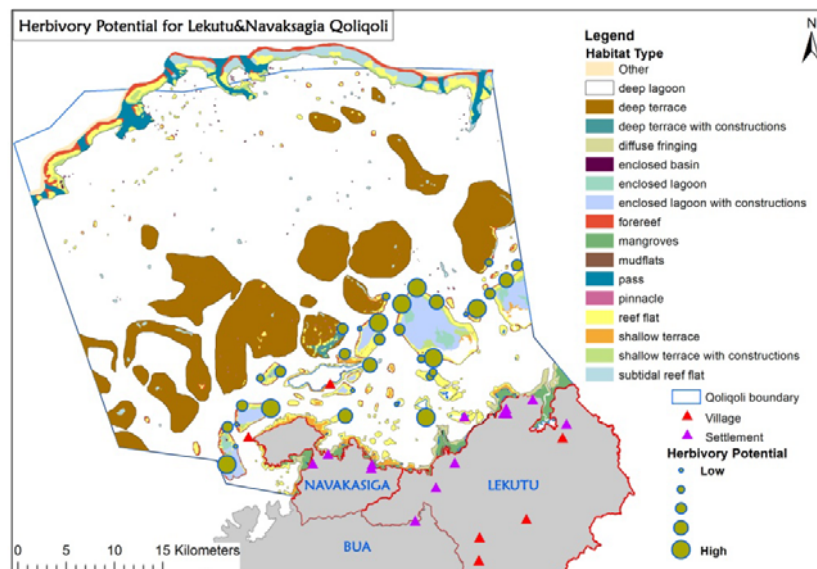 Herbivory Potential for Lekutu&Navaksagia Qoliqoli
N
Legend
Habitat Type
Other
deep lagoon
deep terrace
deep terrace with constructions
diffuse fringing
enclosed basin
enclosed lagoon
enclosed lagoon with constructions
forereef
mangroves
mudflats
pass
pinnacle
reef flat
shallow terrace
shallow terrace with constructions
subtidal reef flat
Qoliqoli boundary
Village
Settlement
Herbivory Potential
Low
High
NAVAKASIGA
LEKUTU
BUA
0 5 10 15 Kilometers